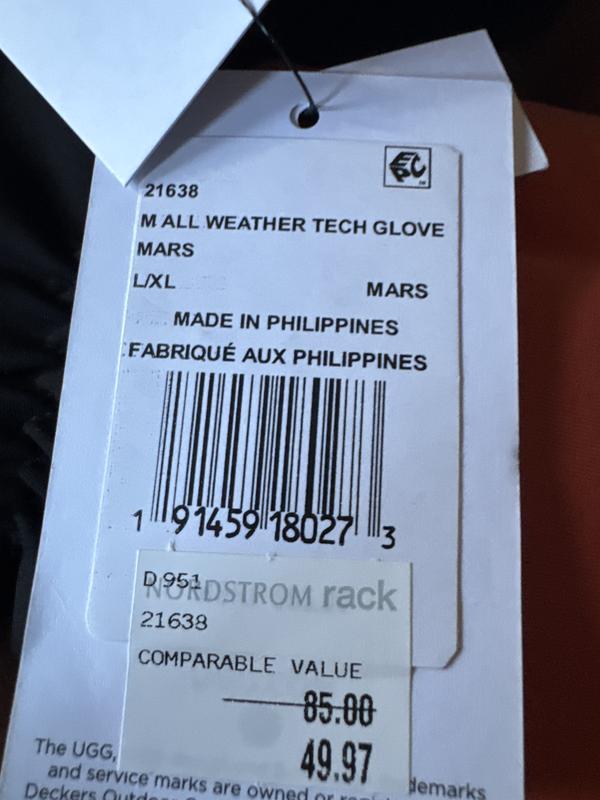 21638
M ALL WEATHER TECH GLOVE
MARS
L/XL MARS
MADE IN PHILIPPINES
FABRIQUÉ AUX PHILIPPINES
1 91459 18027 3
D 951
NORDSTROM rack
21638
COMPARABLE VALUE
85.00
49.97
The UGG,
and service marks are owned or demarks
Deckers